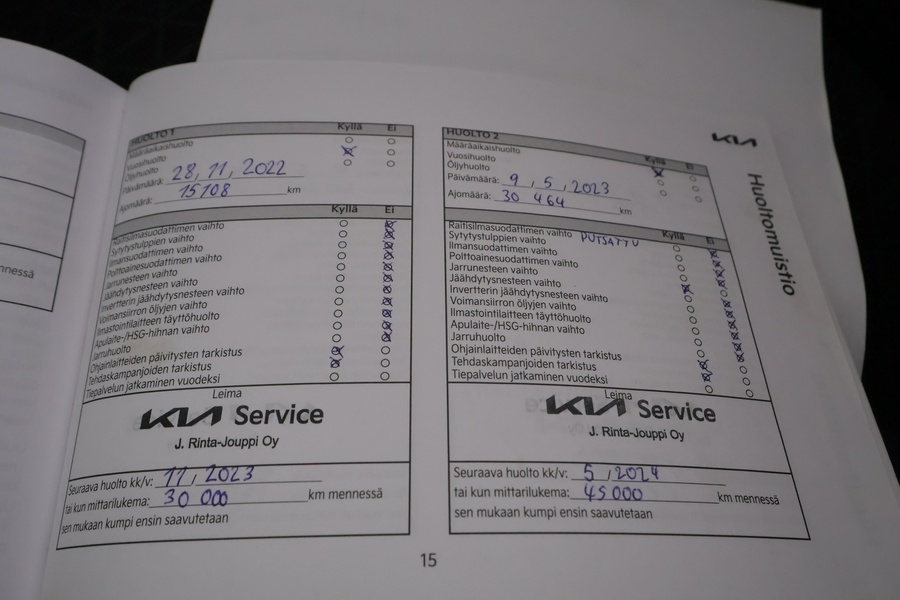 mennessä
HUOLTO 1 Kyllä Ei
Määräaikaishuolto
Vuosihuolto
Öljyhuolto
Päivämäärä: 28, 11, 2022
Ajomäärä: 15108 km
Kyllä Ei
Raitisilmasuodattimen vaihto
Sytytystulppien vaihto
Ilmansuodattimen vaihto
Polttoainesuodattimen vaihto
Jarrunesteen vaihto
Jäähdytysnesteen vaihto
Invertterin jäähdytysnesteen vaihto
Voimansiirron öljyjen vaihto
Ilmastointilaitteen täyttöhuolto
Apulaite-/HSG-hihnan vaihto
Jarruhuolto
Ohjainlaitteiden päivitysten tarkistus
Tehdaskampanjoiden tarkistus
Tiepalvelun jatkaminen vuodeksi
Leima
KIA Service
J. Rinta-Jouppi Oy
Seuraava huolto kk/v: 11, 2023
tai kun mittarilukema: 30 000 km mennessä
sen mukaan kumpi ensin saavutetaan
HUOLTO 2 Kyllä Ei
Määräaikaishuolto
Vuosihuolto
Öljyhuolto
Päivämäärä: 9, 5, 2023
Ajomäärä: 30 464 km
Kyllä Ei
Raitisilmasuodattimen vaihto PUTSATTU
Sytytystulppien vaihto
Ilmansuodattimen vaihto
Polttoainesuodattimen vaihto
Jarrunesteen vaihto
Jäähdytysnesteen vaihto
Invertterin jäähdytysnesteen vaihto
Voimansiirron öljyjen vaihto
Ilmastointilaitteen täyttöhuolto
Apulaite-/HSG-hihnan vaihto
Jarruhuolto
Ohjainlaitteiden päivitysten tarkistus
Tehdaskampanjoiden tarkistus
Tiepalvelun jatkaminen vuodeksi
Leima
KIA Service
J. Rinta-Jouppi Oy
Seuraava huolto kk/v: 5, 2024
tai kun mittarilukema: 45000 km mennessä
sen mukaan kumpi ensin saavutetaan
KIA
Huoltomuistio
15